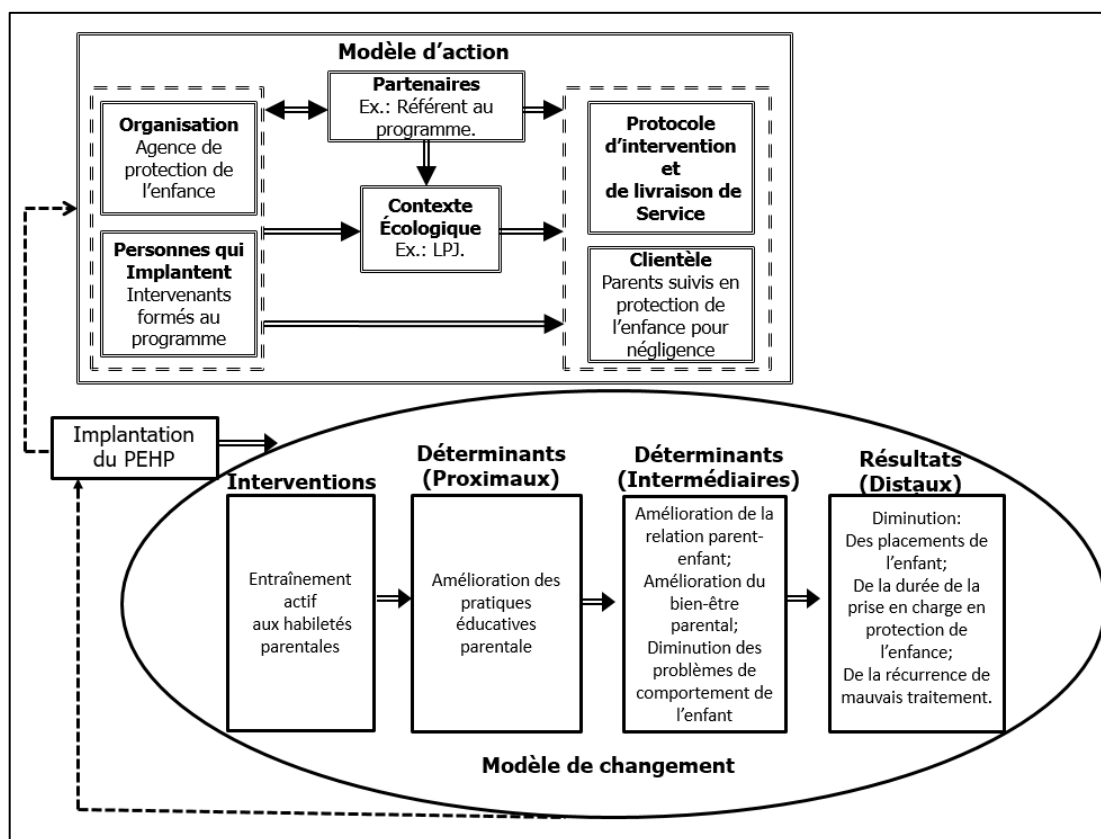 Modèle d’action
Partenaires
Ex.: Référent au
programme.
Organisation
Agence de
protection de
l’enfance
Personnes qui
Implantent
Intervenants
formés au
programme
Contexte
Écologique
Ex.: LPJ.
Protocole
d’intervention
et
de livraison de
Service
Clientèle
Parents suivis en
protection de
l’enfance pour
négligence
Implantation
du PEHP
Interventions
Entraînement
actif
aux habiletés
parentales
Déterminants
(Proximaux)
Amélioration des
pratiques
éducatives
parentale
Déterminants
(Intermédiaires)
Amélioration de la
relation parent-
enfant;
Amélioration du
bien-être
parental;
Diminution des
problèmes de
comportement de
l’enfant
Résultats
(Distaux)
Diminution:
Des placements de
l’enfant;
De la durée de la
prise en charge en
protection de
l’enfance;
De la récurrence de
mauvais traitement.
Modèle de changement